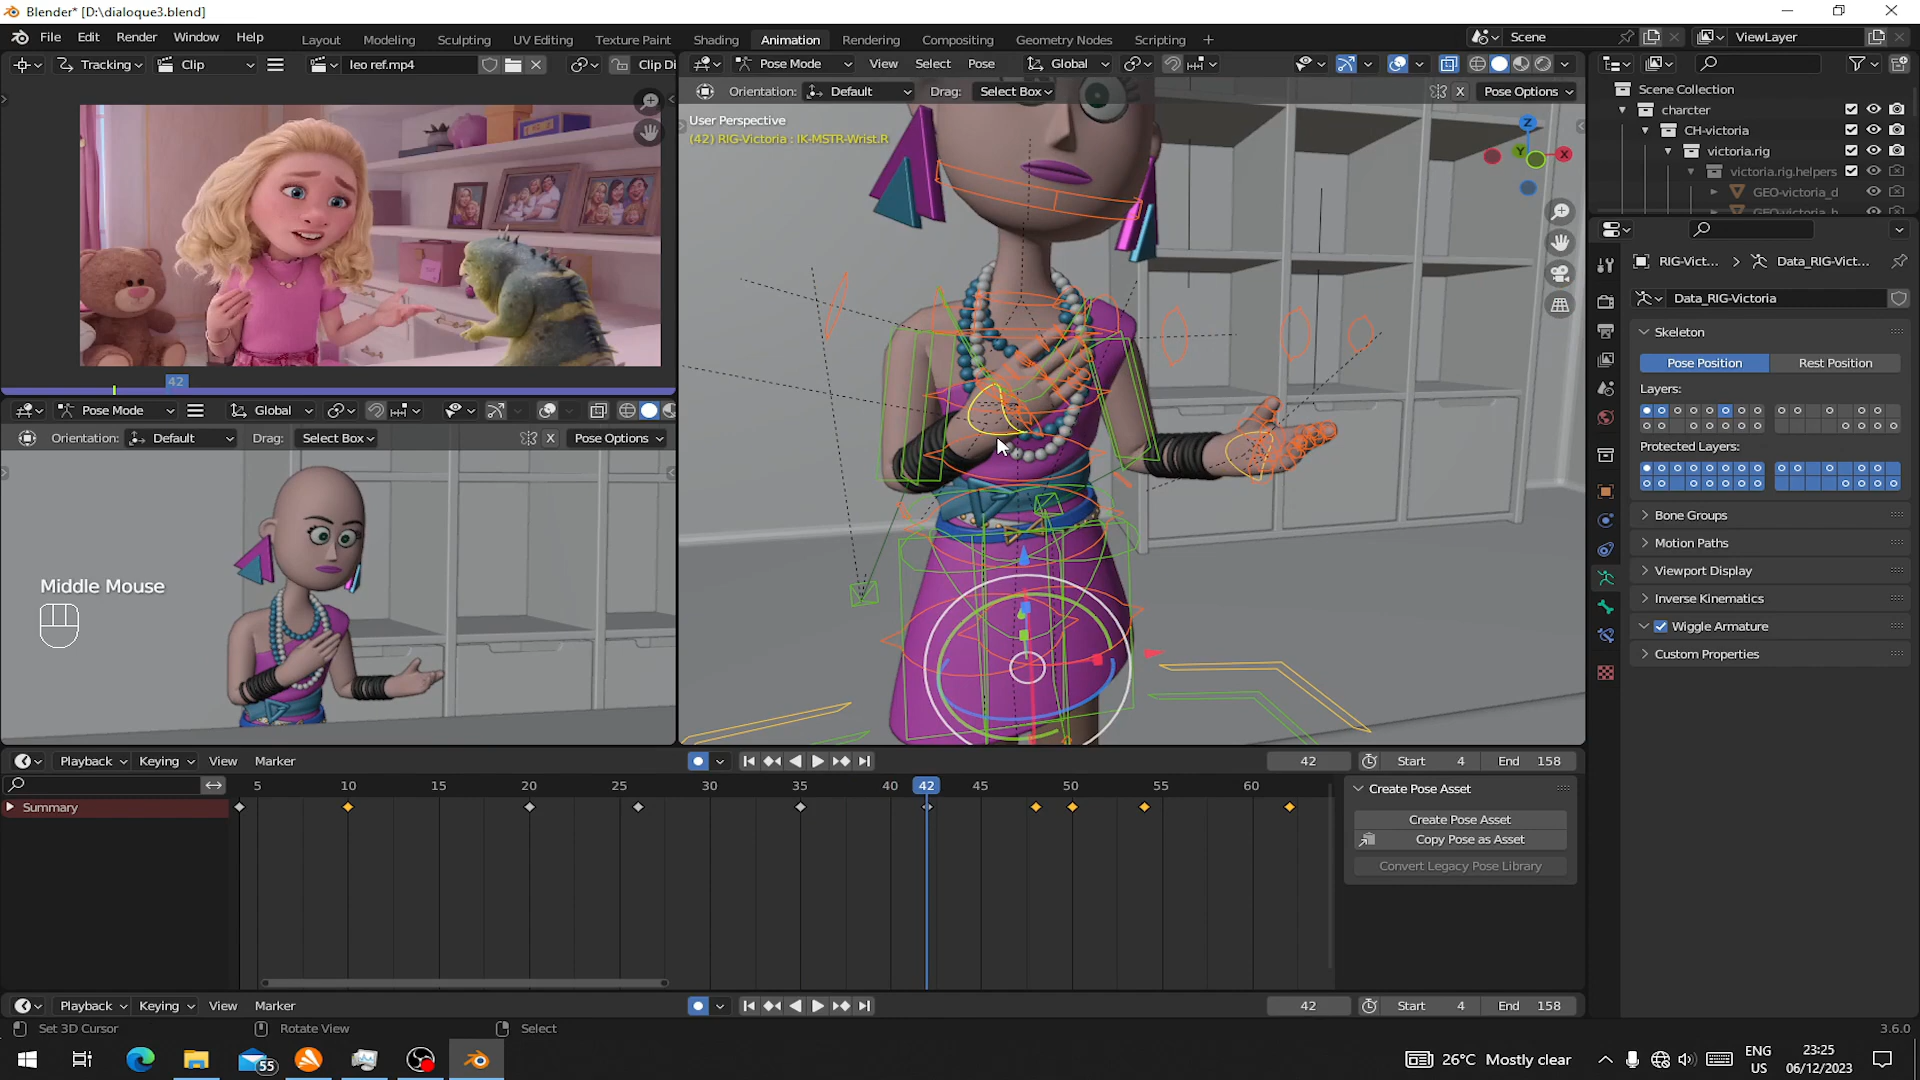 Blender* [D:\dialoque3.blend]
File Edit Render Window Help
Layout Modeling Sculpting UV Editing Texture Paint Shading Animation Rendering Compositing Geometry Nodes Scripting +
Scene
ViewLayer
Tracking Clip leo ref.mp4 Clip Di
Pose Mode View Select Pose Global
Orientation: Default Drag: Select Box X Pose Options
User Perspective
(42) RIG-Victoria : IK-MSTR-Wrist.R
Z
Y
X
42
Pose Mode Global
Orientation: Default Drag: Select Box X Pose Options
Middle Mouse
Scene Collection
charcter
CH-victoria
victoria.rig
victoria.rig.helpers
GEO-victoria_d
RIG-Vict... > Data_RIG-Vict...
Data_RIG-Victoria
Skeleton
Pose Position Rest Position
Layers:
Protected Layers:
Bone Groups
Motion Paths
Viewport Display
Inverse Kinematics
Wiggle Armature
Custom Properties
Playback Keying View Marker 42 Start 4 End 158
5 10 15 20 25 30 35 40 42 45 50 55 60
Summary
Create Pose Asset
Create Pose Asset
Copy Pose as Asset
Convert Legacy Pose Library
Playback Keying View Marker 42 Start 4 End 158
Set 3D Cursor Rotate View Select 3.6.0
55
26°C Mostly clear
ENG
US
23:25
06/12/2023